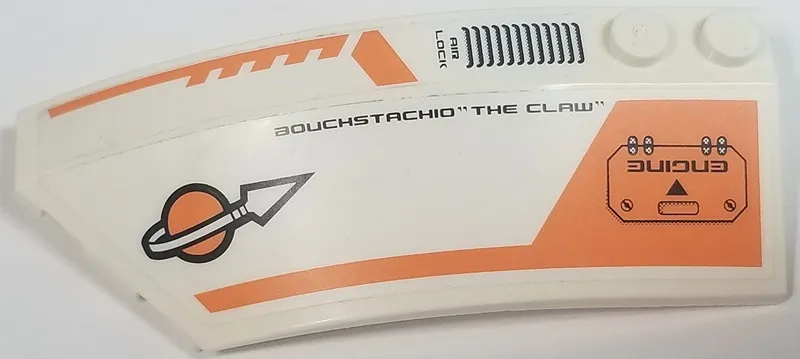 AIR
LOCK
BOUCHSTACHIO "THE CLAW"
ENGINE